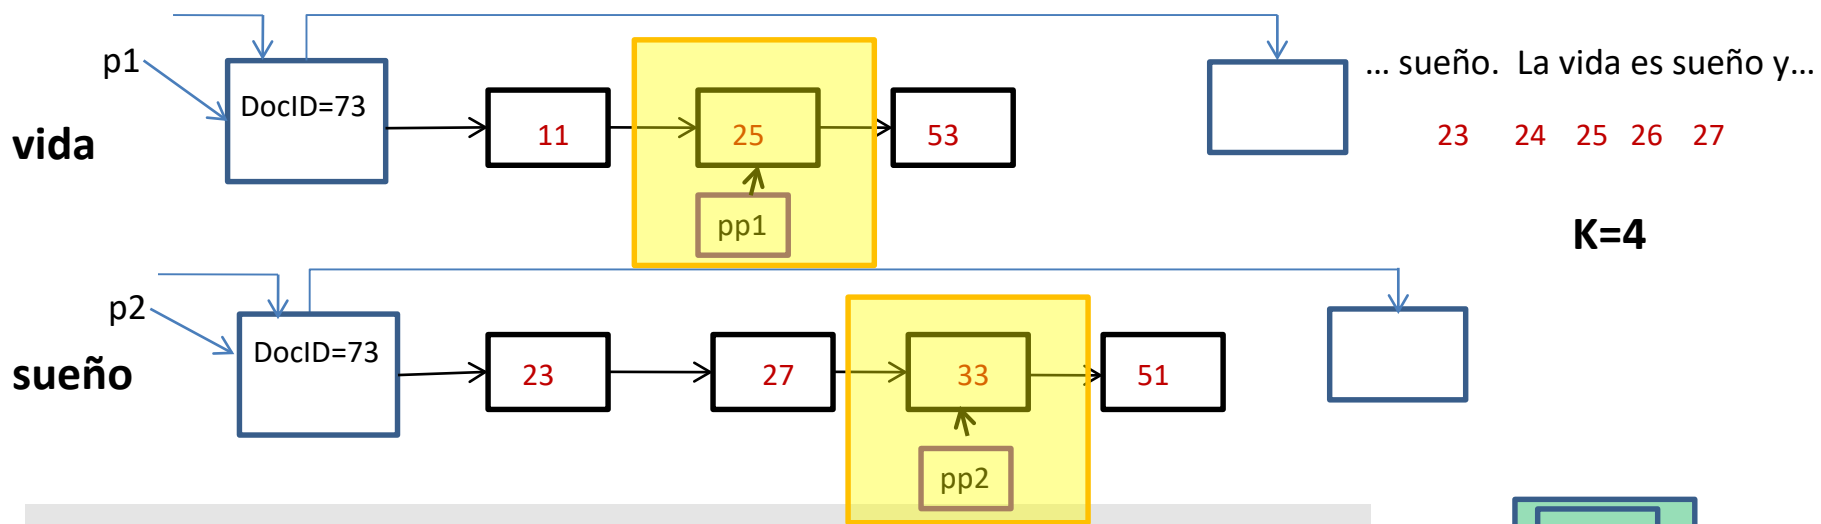 p1
DocID=73
vida
11
25
53
pp1
… sueño.  La vida es sueño y…
23 24 25 26 27
K=4
p2
DocID=73
sueño
23
27
33
51
pp2